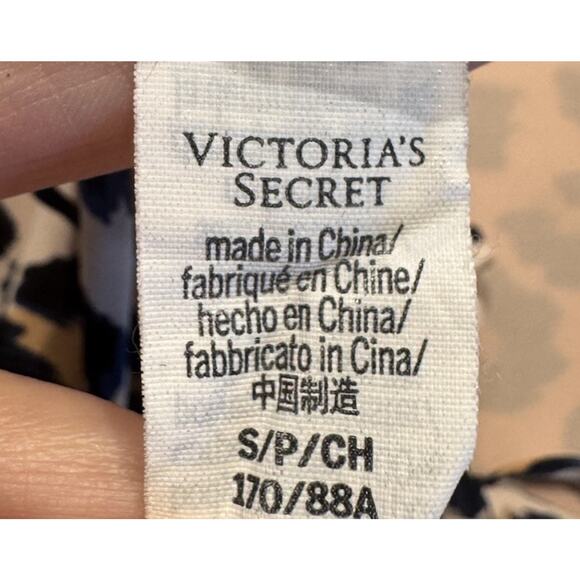 VICTORIA'S
SECRET
made in China/
fabriqué en Chine/
hecho en China/
fabbricato in Cina/
中国制造
S/P/CH
170/88A